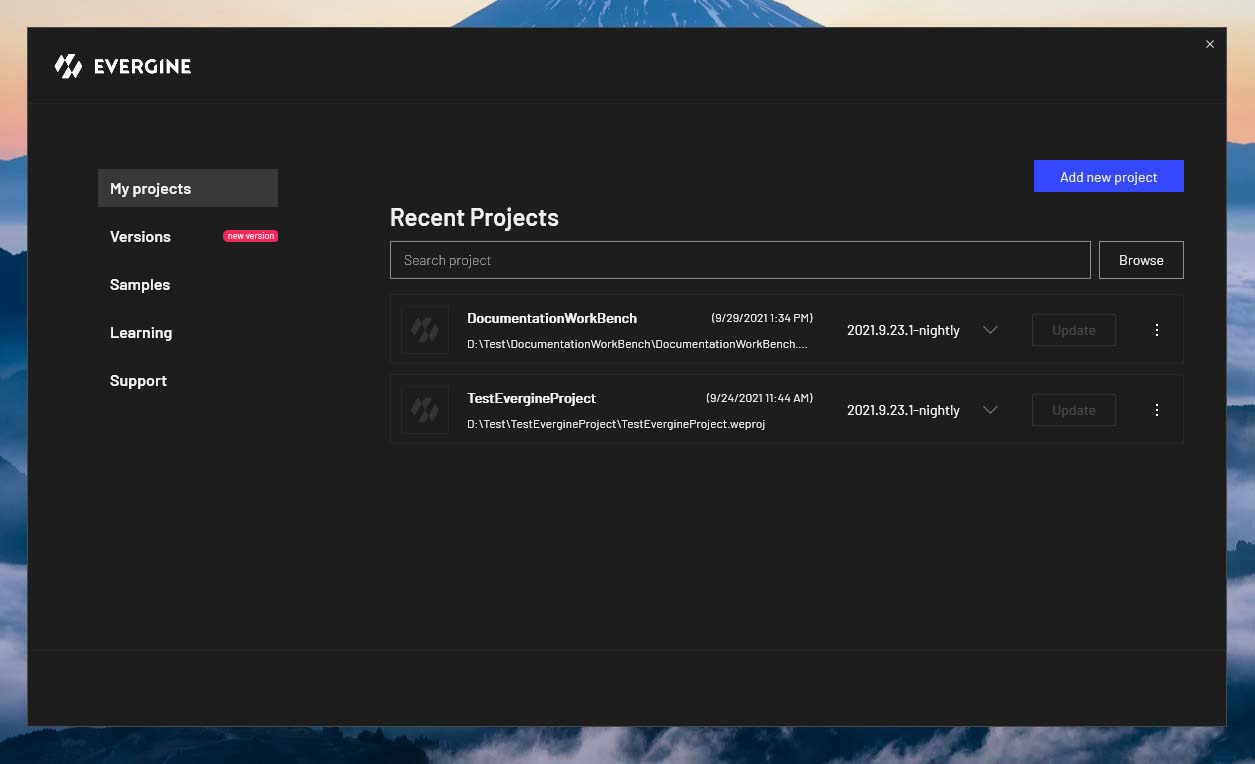 EVERGINE
My projects
Versions
new version
Samples
Learning
Support
Add new project
Recent Projects
Search project
Browse
DocumentationWorkBench (9/29/2021 1:34 PM)
D:\Test\DocumentationWorkBench\DocumentationWorkBench....
2021.9.23.1-nightly
Update
TestEvergineProject (9/24/2021 11:44 AM)
D:\Test\TestEvergineProject\TestEvergineProject.weproj
2021.9.23.1-nightly
Update